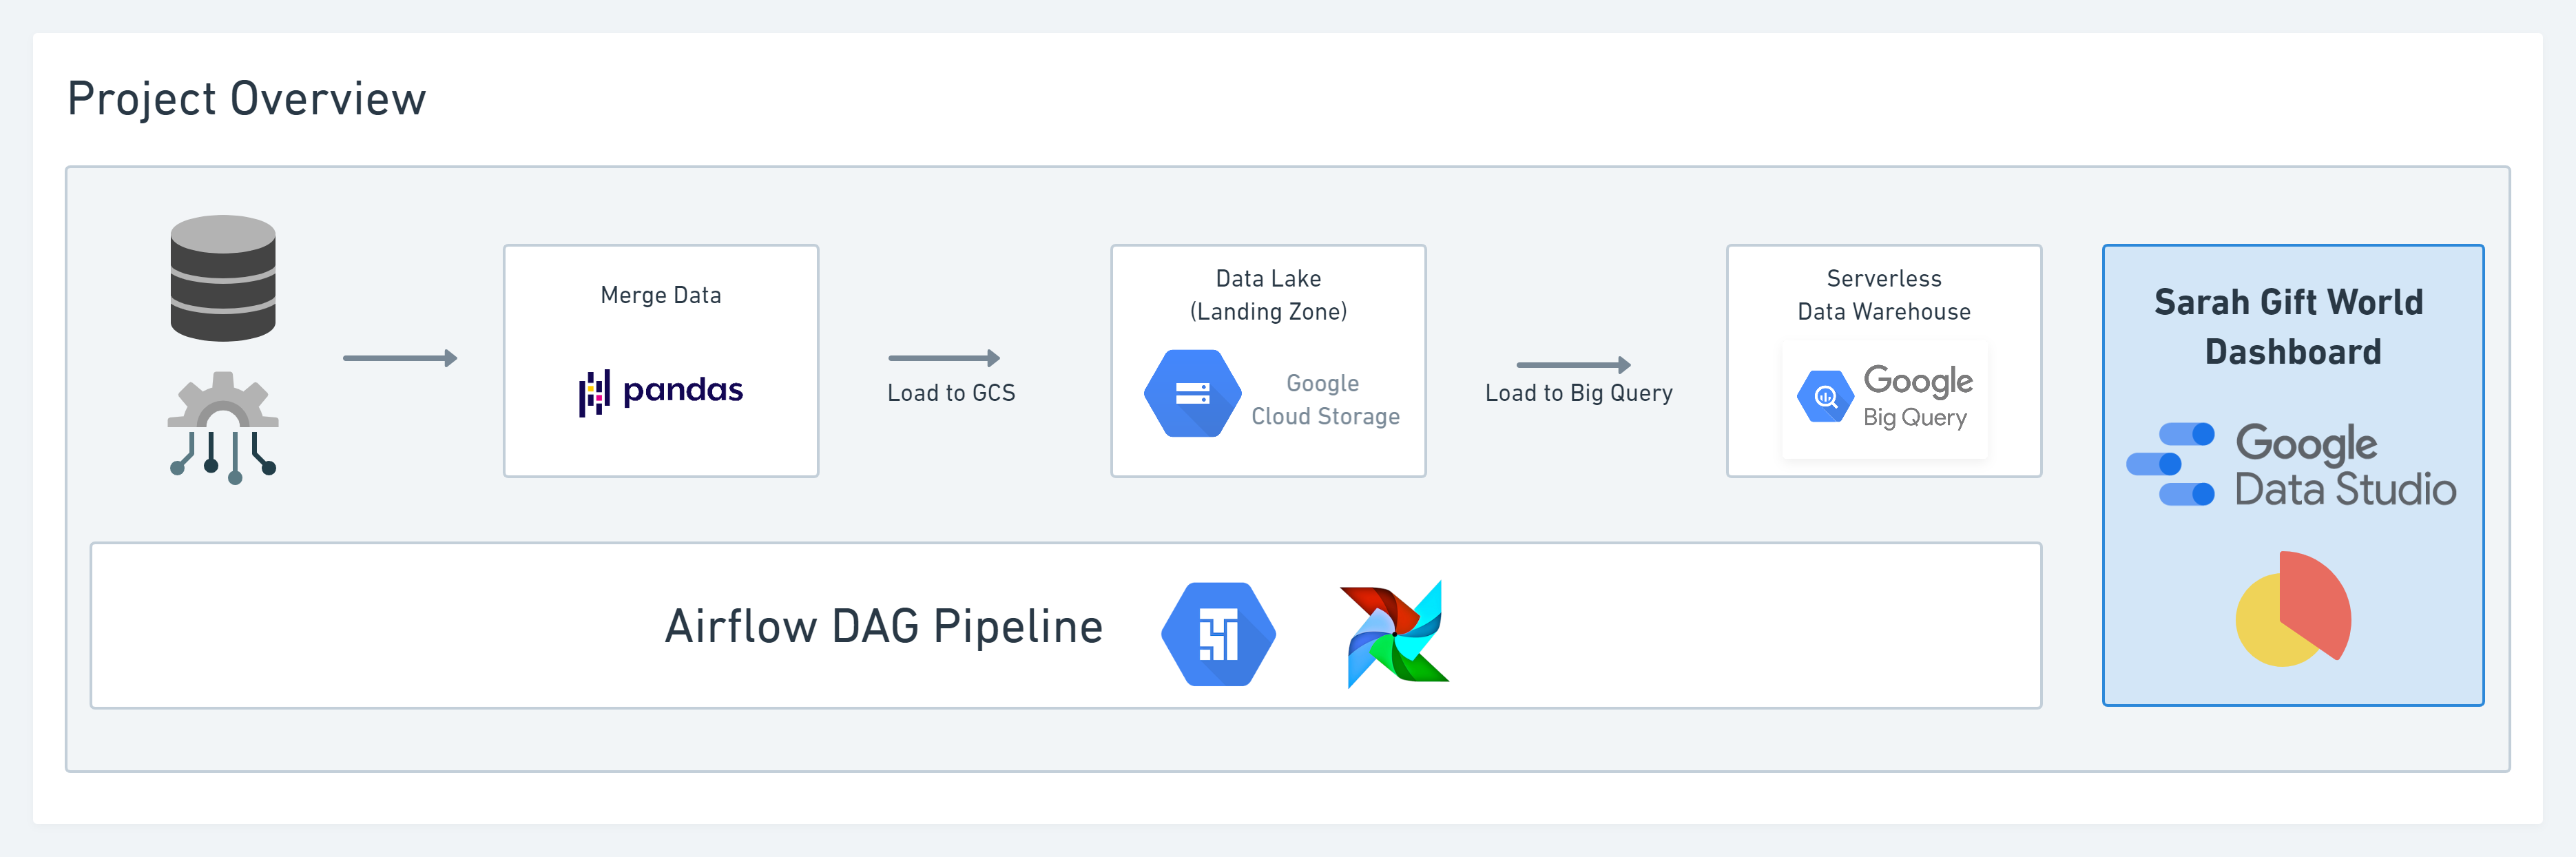 Project Overview
Merge Data
pandas
Load to GCS
Data Lake
(Landing Zone)
Google
Cloud Storage
Load to Big Query
Serverless
Data Warehouse
Google
Big Query
Sarah Gift World
Dashboard
Google
Data Studio
Airflow DAG Pipeline